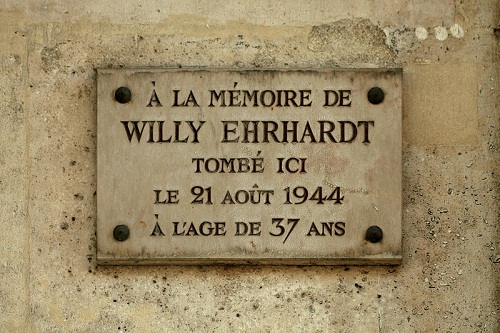 À LA MÉMOIRE DE
WILLY EHRHARDT
TOMBÉ ICI
LE 21 AOÛT 1944
À L'AGE DE 37 ANS